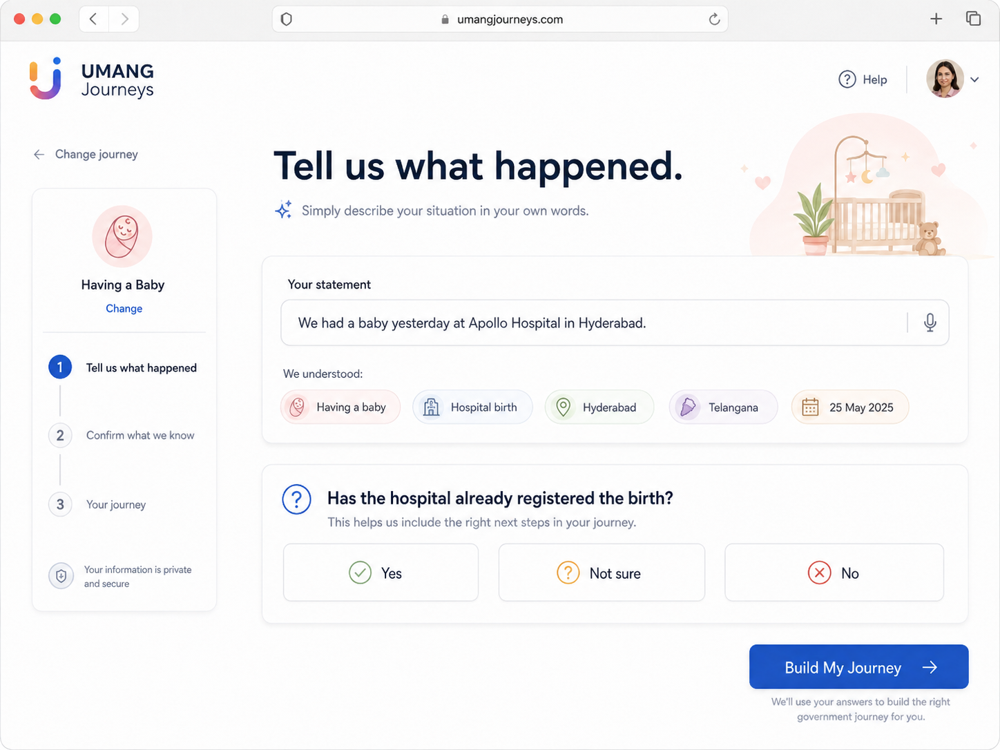 umangjourneys.com
UMANG
Journeys
Help
Change journey
Having a Baby
Change
1 Tell us what happened
2 Confirm what we know
3 Your journey
Your information is private
and secure
Tell us what happened.
Simply describe your situation in your own words.
Your statement
We had a baby yesterday at Apollo Hospital in Hyderabad.
We understood:
Having a baby
Hospital birth
Hyderabad
Telangana
25 May 2025
Has the hospital already registered the birth?
This helps us include the right next steps in your journey.
Yes
Not sure
No
Build My Journey
We'll use your answers to build the right
government journey for you.